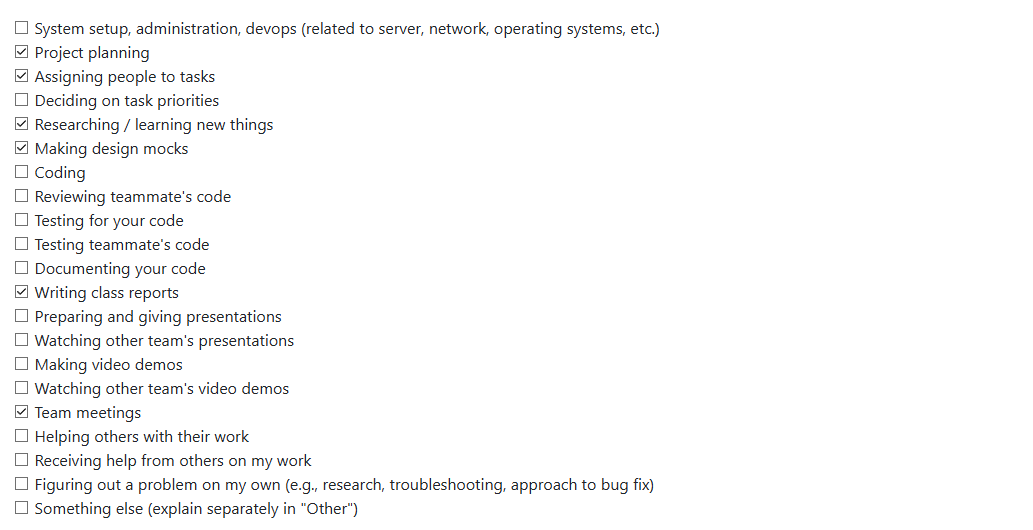 System setup, administration, devops (related to server, network, operating systems, etc.)
Project planning
Assigning people to tasks
Deciding on task priorities
Researching / learning new things
Making design mocks
Coding
Reviewing teammate's code
Testing for your code
Testing teammate's code
Documenting your code
Writing class reports
Preparing and giving presentations
Watching other team's presentations
Making video demos
Watching other team's video demos
Team meetings
Helping others with their work
Receiving help from others on my work
Figuring out a problem on my own (e.g., research, troubleshooting, approach to bug fix)
Something else (explain separately in "Other")